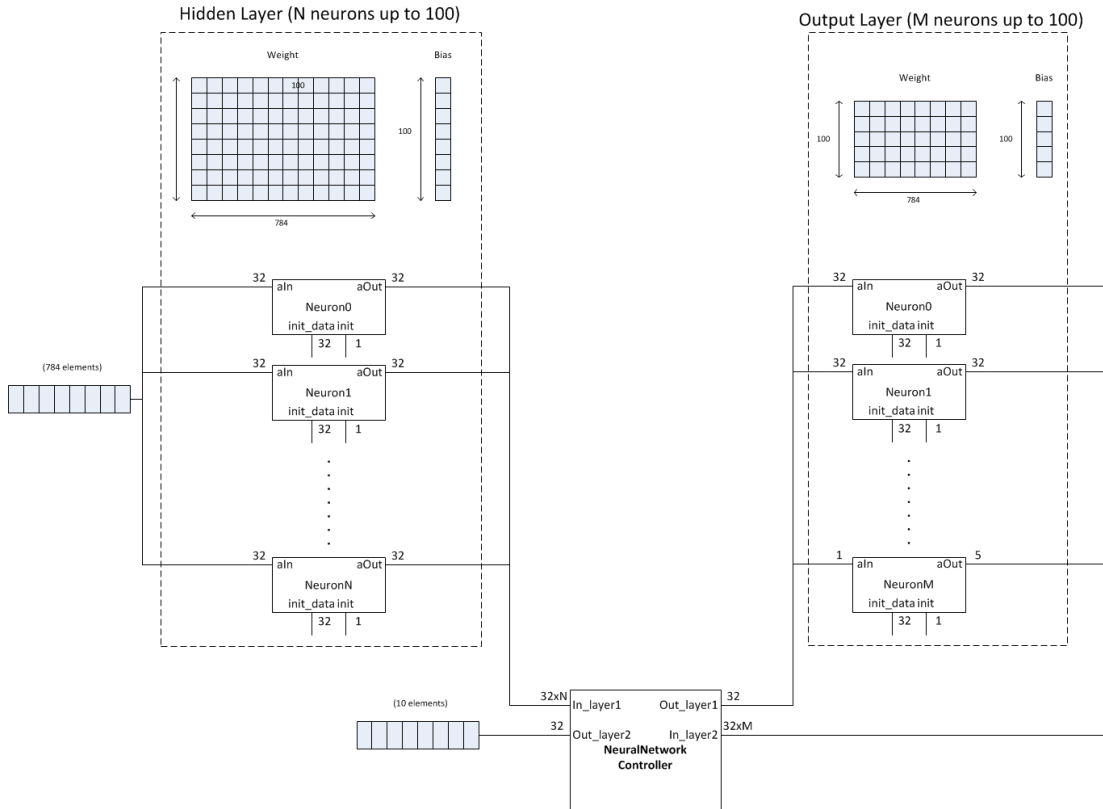 Hidden Layer (N neurons up to 100)
Weight
Bias
100
100
784
32
32
aIn
aOut
Neuron0
init_data init
32
1
32
32
aIn
aOut
Neuron1
init_data init
32
1
(784 elements)
32
32
aIn
aOut
NeuronN
init_data init
32
1
Output Layer (M neurons up to 100)
Weight
Bias
100
100
784
32
32
aIn
aOut
Neuron0
init_data init
32
1
32
32
aIn
aOut
Neuron1
init_data init
32
1
1
5
aIn
aOut
NeuronM
init_data init
32
1
(10 elements)
32xN
In_layer1
Out_layer1
32
32
Out_layer2
In_layer2
32xM
NeuralNetwork
Controller